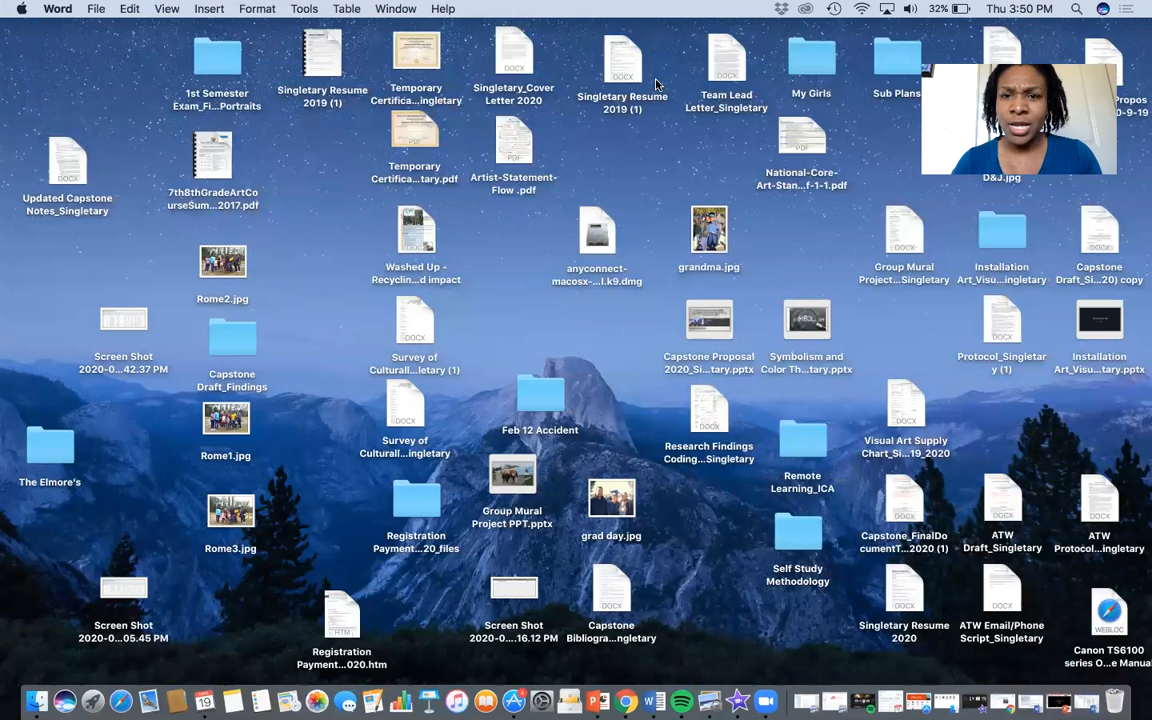 Word File Edit View Insert Format Tools Table Window Help 32% Thu 3:50 PM
1st Semester
Exam_Fi...Portraits
Singletary Resume
2019 (1)
Temporary
Certifica...ingletary
Singletary_Cover
Letter 2020
Singletary Resume
2019 (1)
Team Lead
Letter_Singletary
My Girls
Sub Plans
Propos
0-9-19
Updated Capstone
Notes_Singletary
7th8thGradeArtCo
urseSum...2017.pdf
Temporary
Certifica...tary.pdf
Artist-Statement-
Flow .pdf
National-Core-
Art-Stan...f-1-1.pdf
D&J.jpg
Rome2.jpg
Washed Up -
Recyclin...d impact
anyconnect-
macosx-...l.k9.dmg
grandma.jpg
Group Mural
Project...Singletary
Installation
Art_Visu...ingletary
Capstone
Draft_Si...20) copy
Screen Shot
2020-0...42.37 PM
Capstone
Draft_Findings
Survey of
Culturall...letary (1)
Capstone Proposal
2020_Si...tary.pptx
Symbolism and
Color Th...tary.pptx
Protocol_Singletar
y (1)
Installation
Art_Visu...tary.pptx
The Elmore's
Rome1.jpg
Survey of
Culturall...ingletary
Feb 12 Accident
Research Findings
Coding...Singletary
Remote
Learning_ICA
Visual Art Supply
Chart_Si...19_2020
Rome3.jpg
Registration
Payment...20_files
Group Mural
Project PPT.pptx
grad day.jpg
Self Study
Methodology
Capstone_FinalDo
cumentT...2020 (1)
ATW
Draft_Singletary
ATW
Protocol...ingletary
Screen Shot
2020-0...05.45 PM
Registration
Payment...020.htm
Screen Shot
2020-0....16.12 PM
Capstone
Bibliogra...ngletary
Singletary Resume
2020
ATW Email/Phone
Script_Singletary
Canon TS6100
series O...e Manual